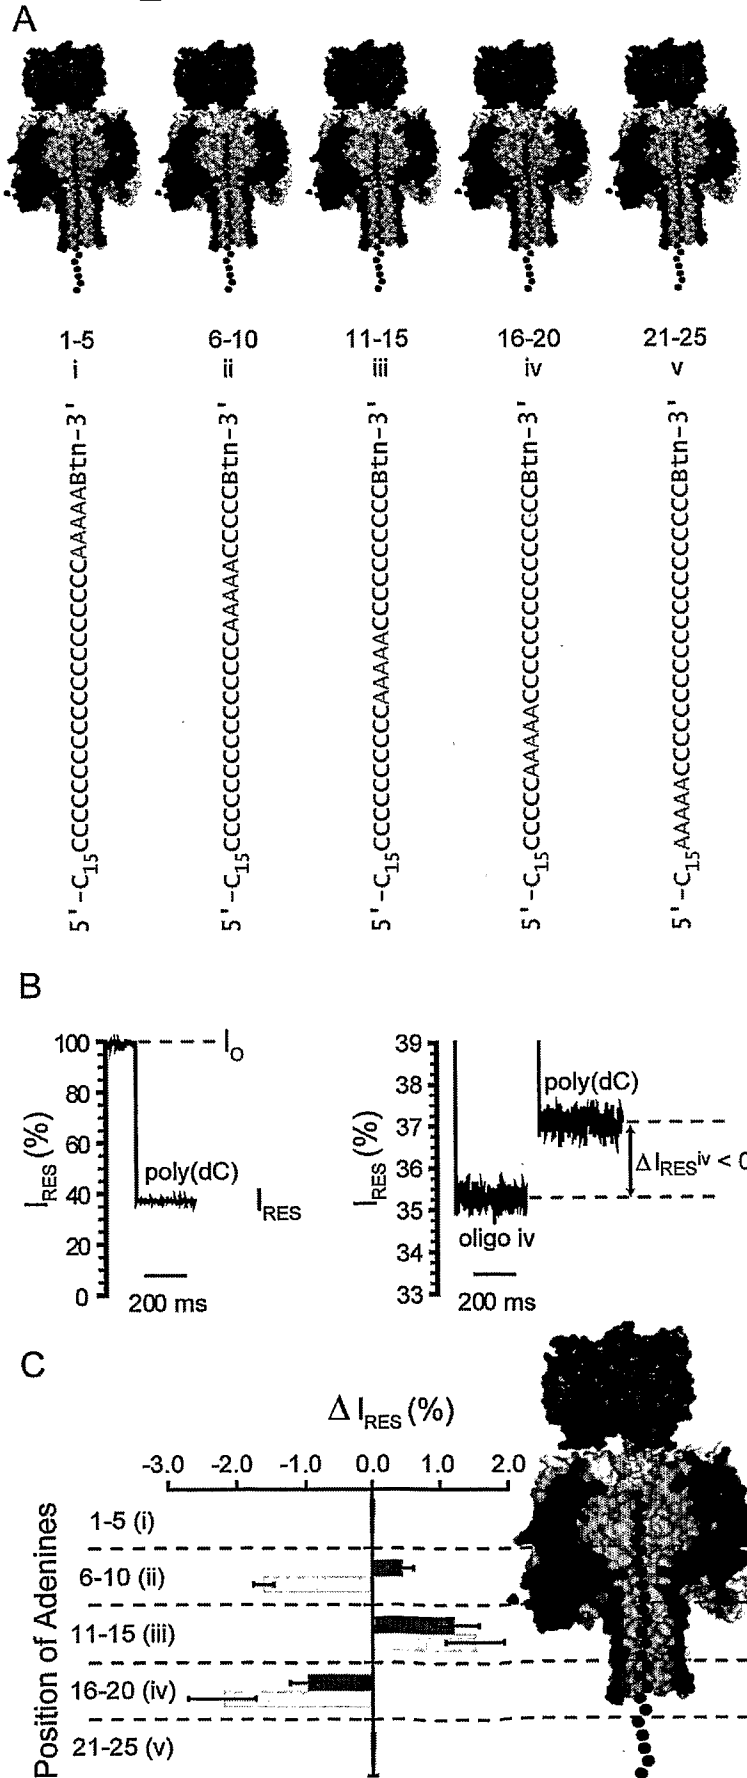 A
1-5
6-10
11-15
16-20
21-25
i
ii
iii
iv
v
5'-C15CCCCCCCCCCCCCCCCCCCCAAAAABtn-3'
5'-C15CCCCCCCCCCCCCCCAAAAACCCCCBtn-3'
5'-C15CCCCCCCCCCAAAAACCCCCCCCCCBtn-3'
5'-C15CCCCCAAAAACCCCCCCCCCCCCCCBtn-3'
5'-C15AAAAACCCCCCCCCCCCCCCCCCCCBtn-3'
B
IRES (%)
100
80
60
40
20
0
IO
poly(dC)
IRES
200 ms
IRES (%)
39
38
37
36
35
34
33
poly(dC)
ΔIRES^iv < 0
oligo iv
200 ms
C
ΔIRES (%)
-3.0 -2.0 -1.0 0.0 1.0 2.0
Position of Adenines
1-5 (i)
6-10 (ii)
11-15 (iii)
16-20 (iv)
21-25 (v)